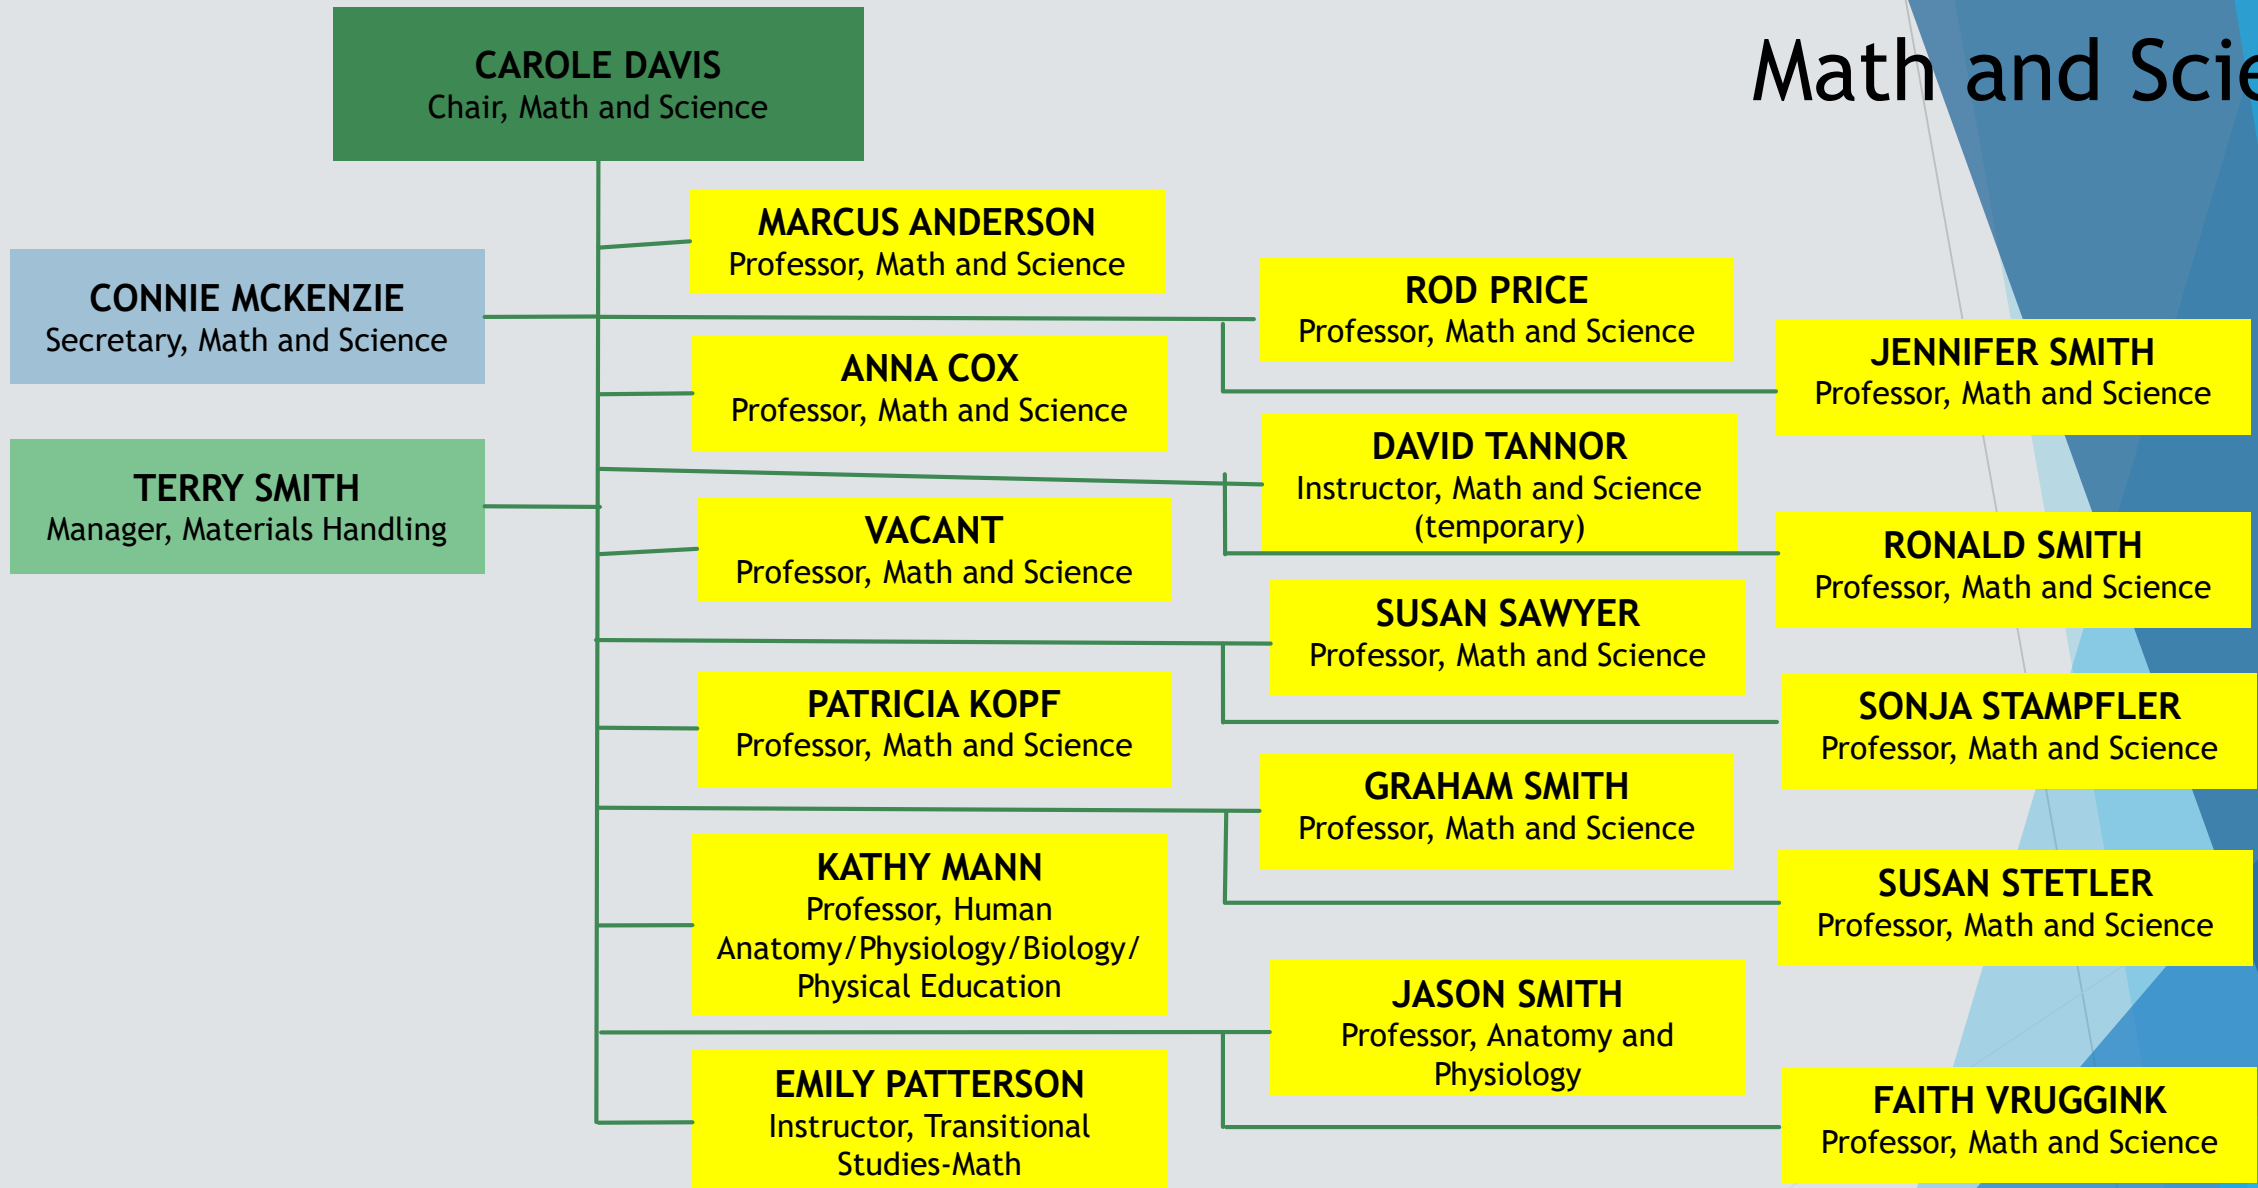 Math and Scie
CAROLE DAVIS
Chair, Math and Science
CONNIE MCKENZIE
Secretary, Math and Science
TERRY SMITH
Manager, Materials Handling
MARCUS ANDERSON
Professor, Math and Science
ANNA COX
Professor, Math and Science
VACANT
Professor, Math and Science
PATRICIA KOPF
Professor, Math and Science
KATHY MANN
Professor, Human
Anatomy/Physiology/Biology/
Physical Education
EMILY PATTERSON
Instructor, Transitional
Studies-Math
ROD PRICE
Professor, Math and Science
DAVID TANNOR
Instructor, Math and Science
(temporary)
SUSAN SAWYER
Professor, Math and Science
GRAHAM SMITH
Professor, Math and Science
JASON SMITH
Professor, Anatomy and
Physiology
JENNIFER SMITH
Professor, Math and Science
RONALD SMITH
Professor, Math and Science
SONJA STAMPFLER
Professor, Math and Science
SUSAN STETLER
Professor, Math and Science
FAITH VRUGGINK
Professor, Math and Science